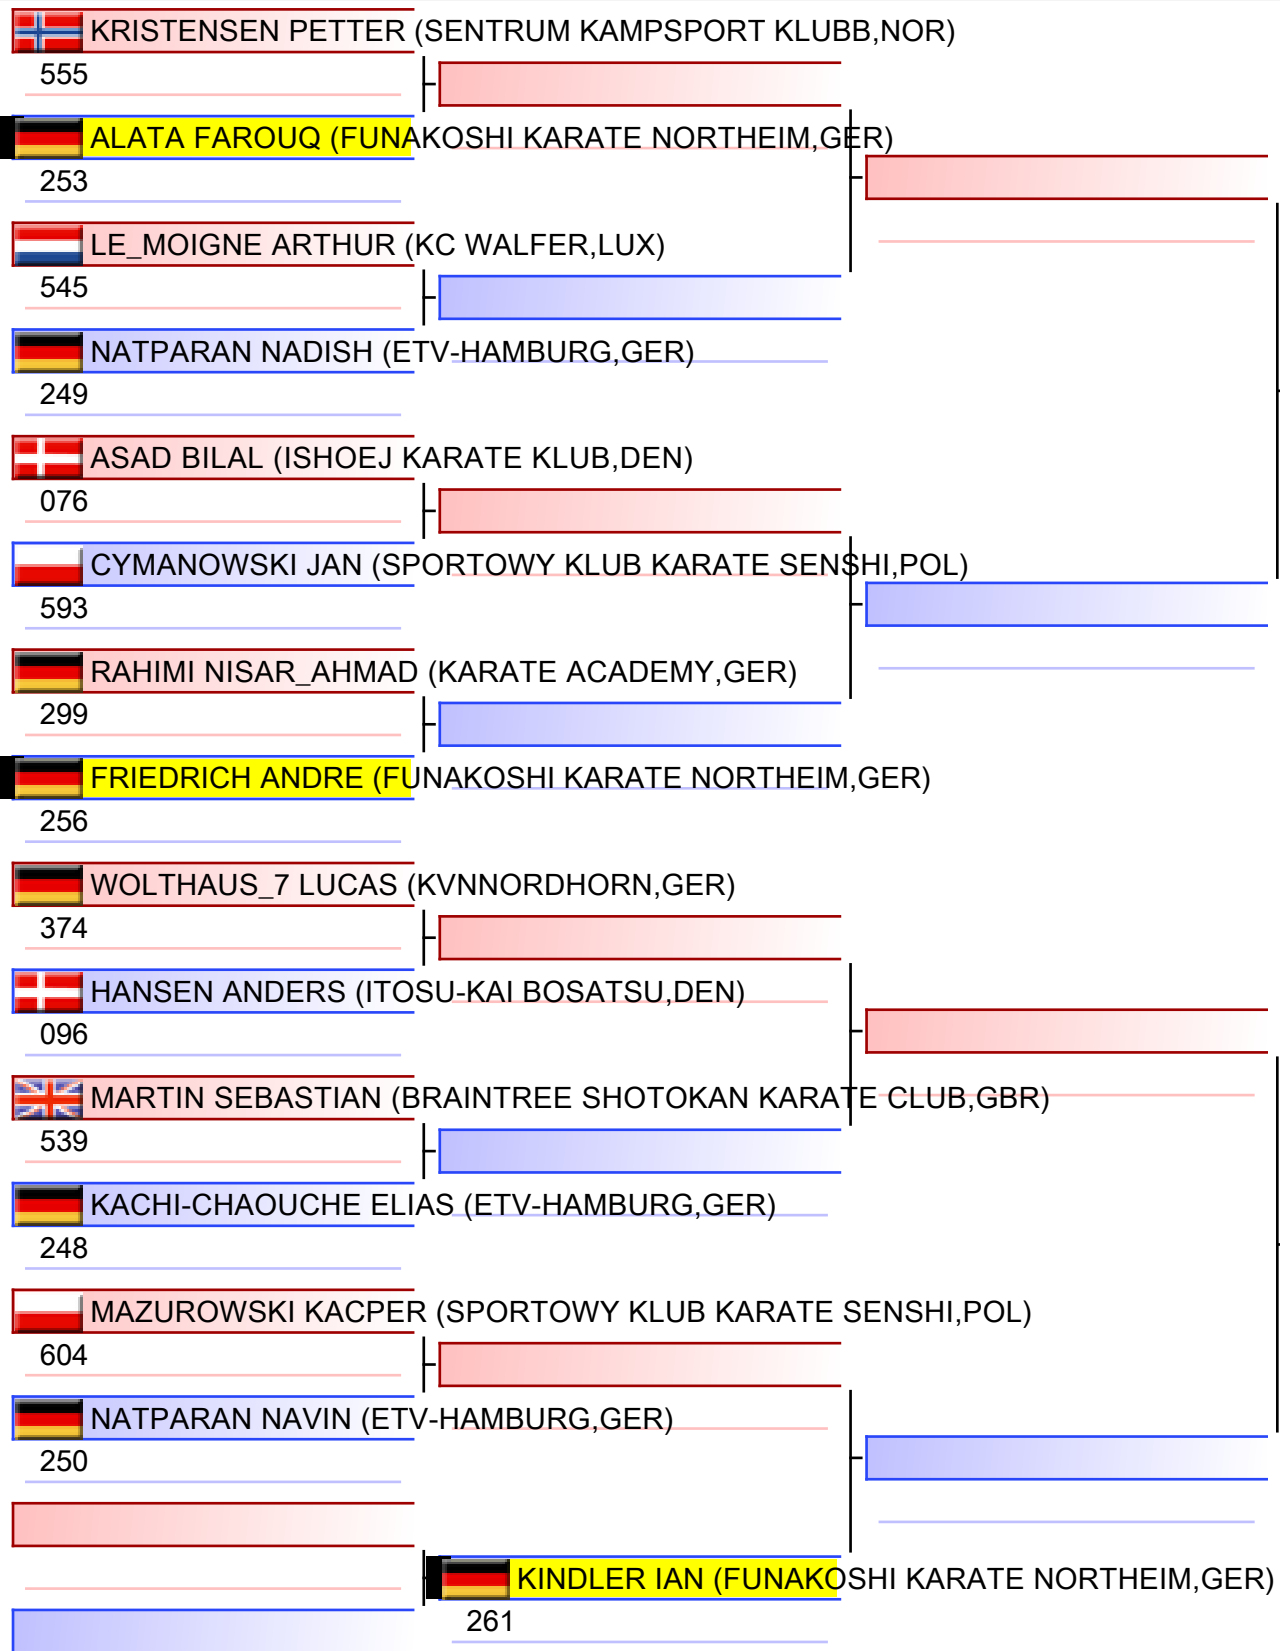 KRISTENSEN PETTER (SENTRUM KAMPSPORT KLUBB,NOR)
555
ALATA FAROUQ (FUNAKOSHI KARATE NORTHEIM,GER)
253
LE_MOIGNE ARTHUR (KC WALFER,LUX)
545
NATPARAN NADISH (ETV-HAMBURG,GER)
249
ASAD BILAL (ISHOEJ KARATE KLUB,DEN)
076
CYMANOWSKI JAN (SPORTOWY KLUB KARATE SENSHI,POL)
593
RAHIMI NISAR_AHMAD (KARATE ACADEMY,GER)
299
FRIEDRICH ANDRE (FUNAKOSHI KARATE NORTHEIM,GER)
256
WOLTHAUS_7 LUCAS (KVNNORDHORN,GER)
374
HANSEN ANDERS (ITOSU-KAI BOSATSU,DEN)
096
MARTIN SEBASTIAN (BRAINTREE SHOTOKAN KARATE CLUB,GBR)
539
KACHI-CHAOUCHE ELIAS (ETV-HAMBURG,GER)
248
MAZUROWSKI KACPER (SPORTOWY KLUB KARATE SENSHI,POL)
604
NATPARAN NAVIN (ETV-HAMBURG,GER)
250
KINDLER IAN (FUNAKOSHI KARATE NORTHEIM,GER)
261